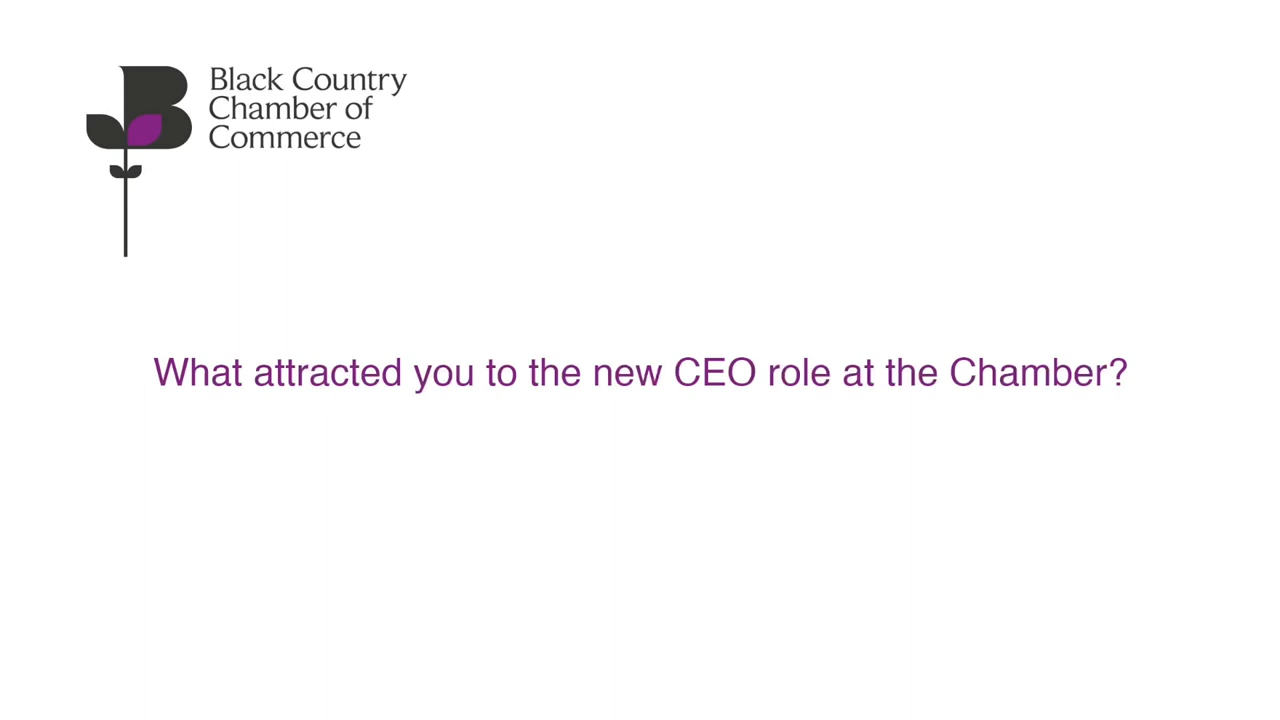 Black Country
Chamber of
Commerce
What attracted you to the new CEO role at the Chamber?